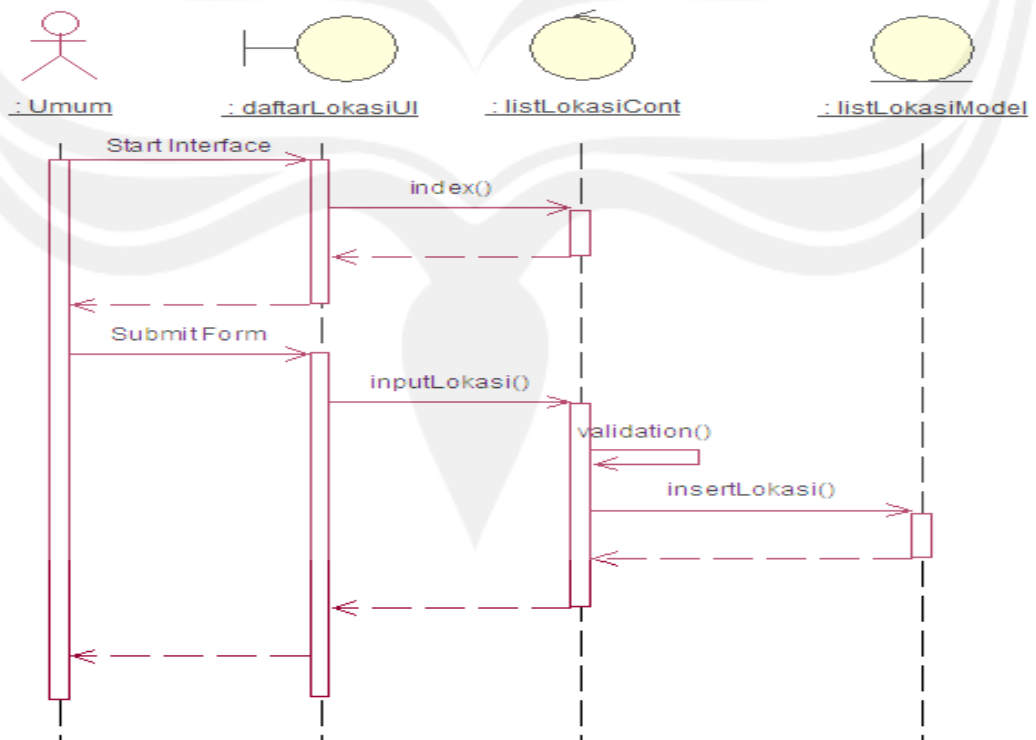 : Umum
: daftarLokasiUI
: listLokasiCont
: listLokasiModel
Start Interface
index()
Submit Form
inputLokasi()
validation()
insertLokasi()